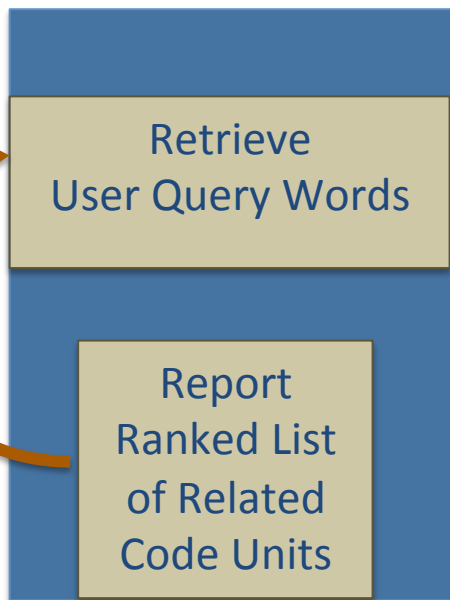 Retrieve
User Query Words
Report
Ranked List
of Related
Code Units